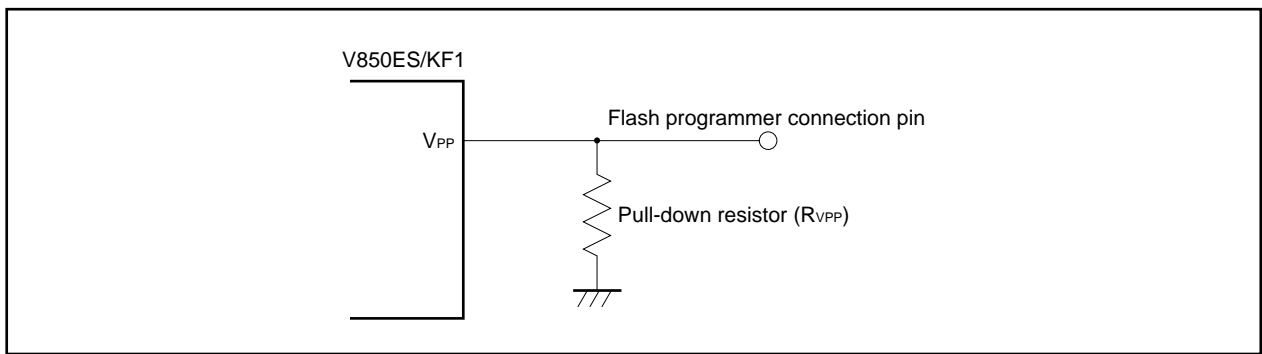 V850ES/KF1
Flash programmer connection pin
VPP
Pull-down resistor (RVPP)